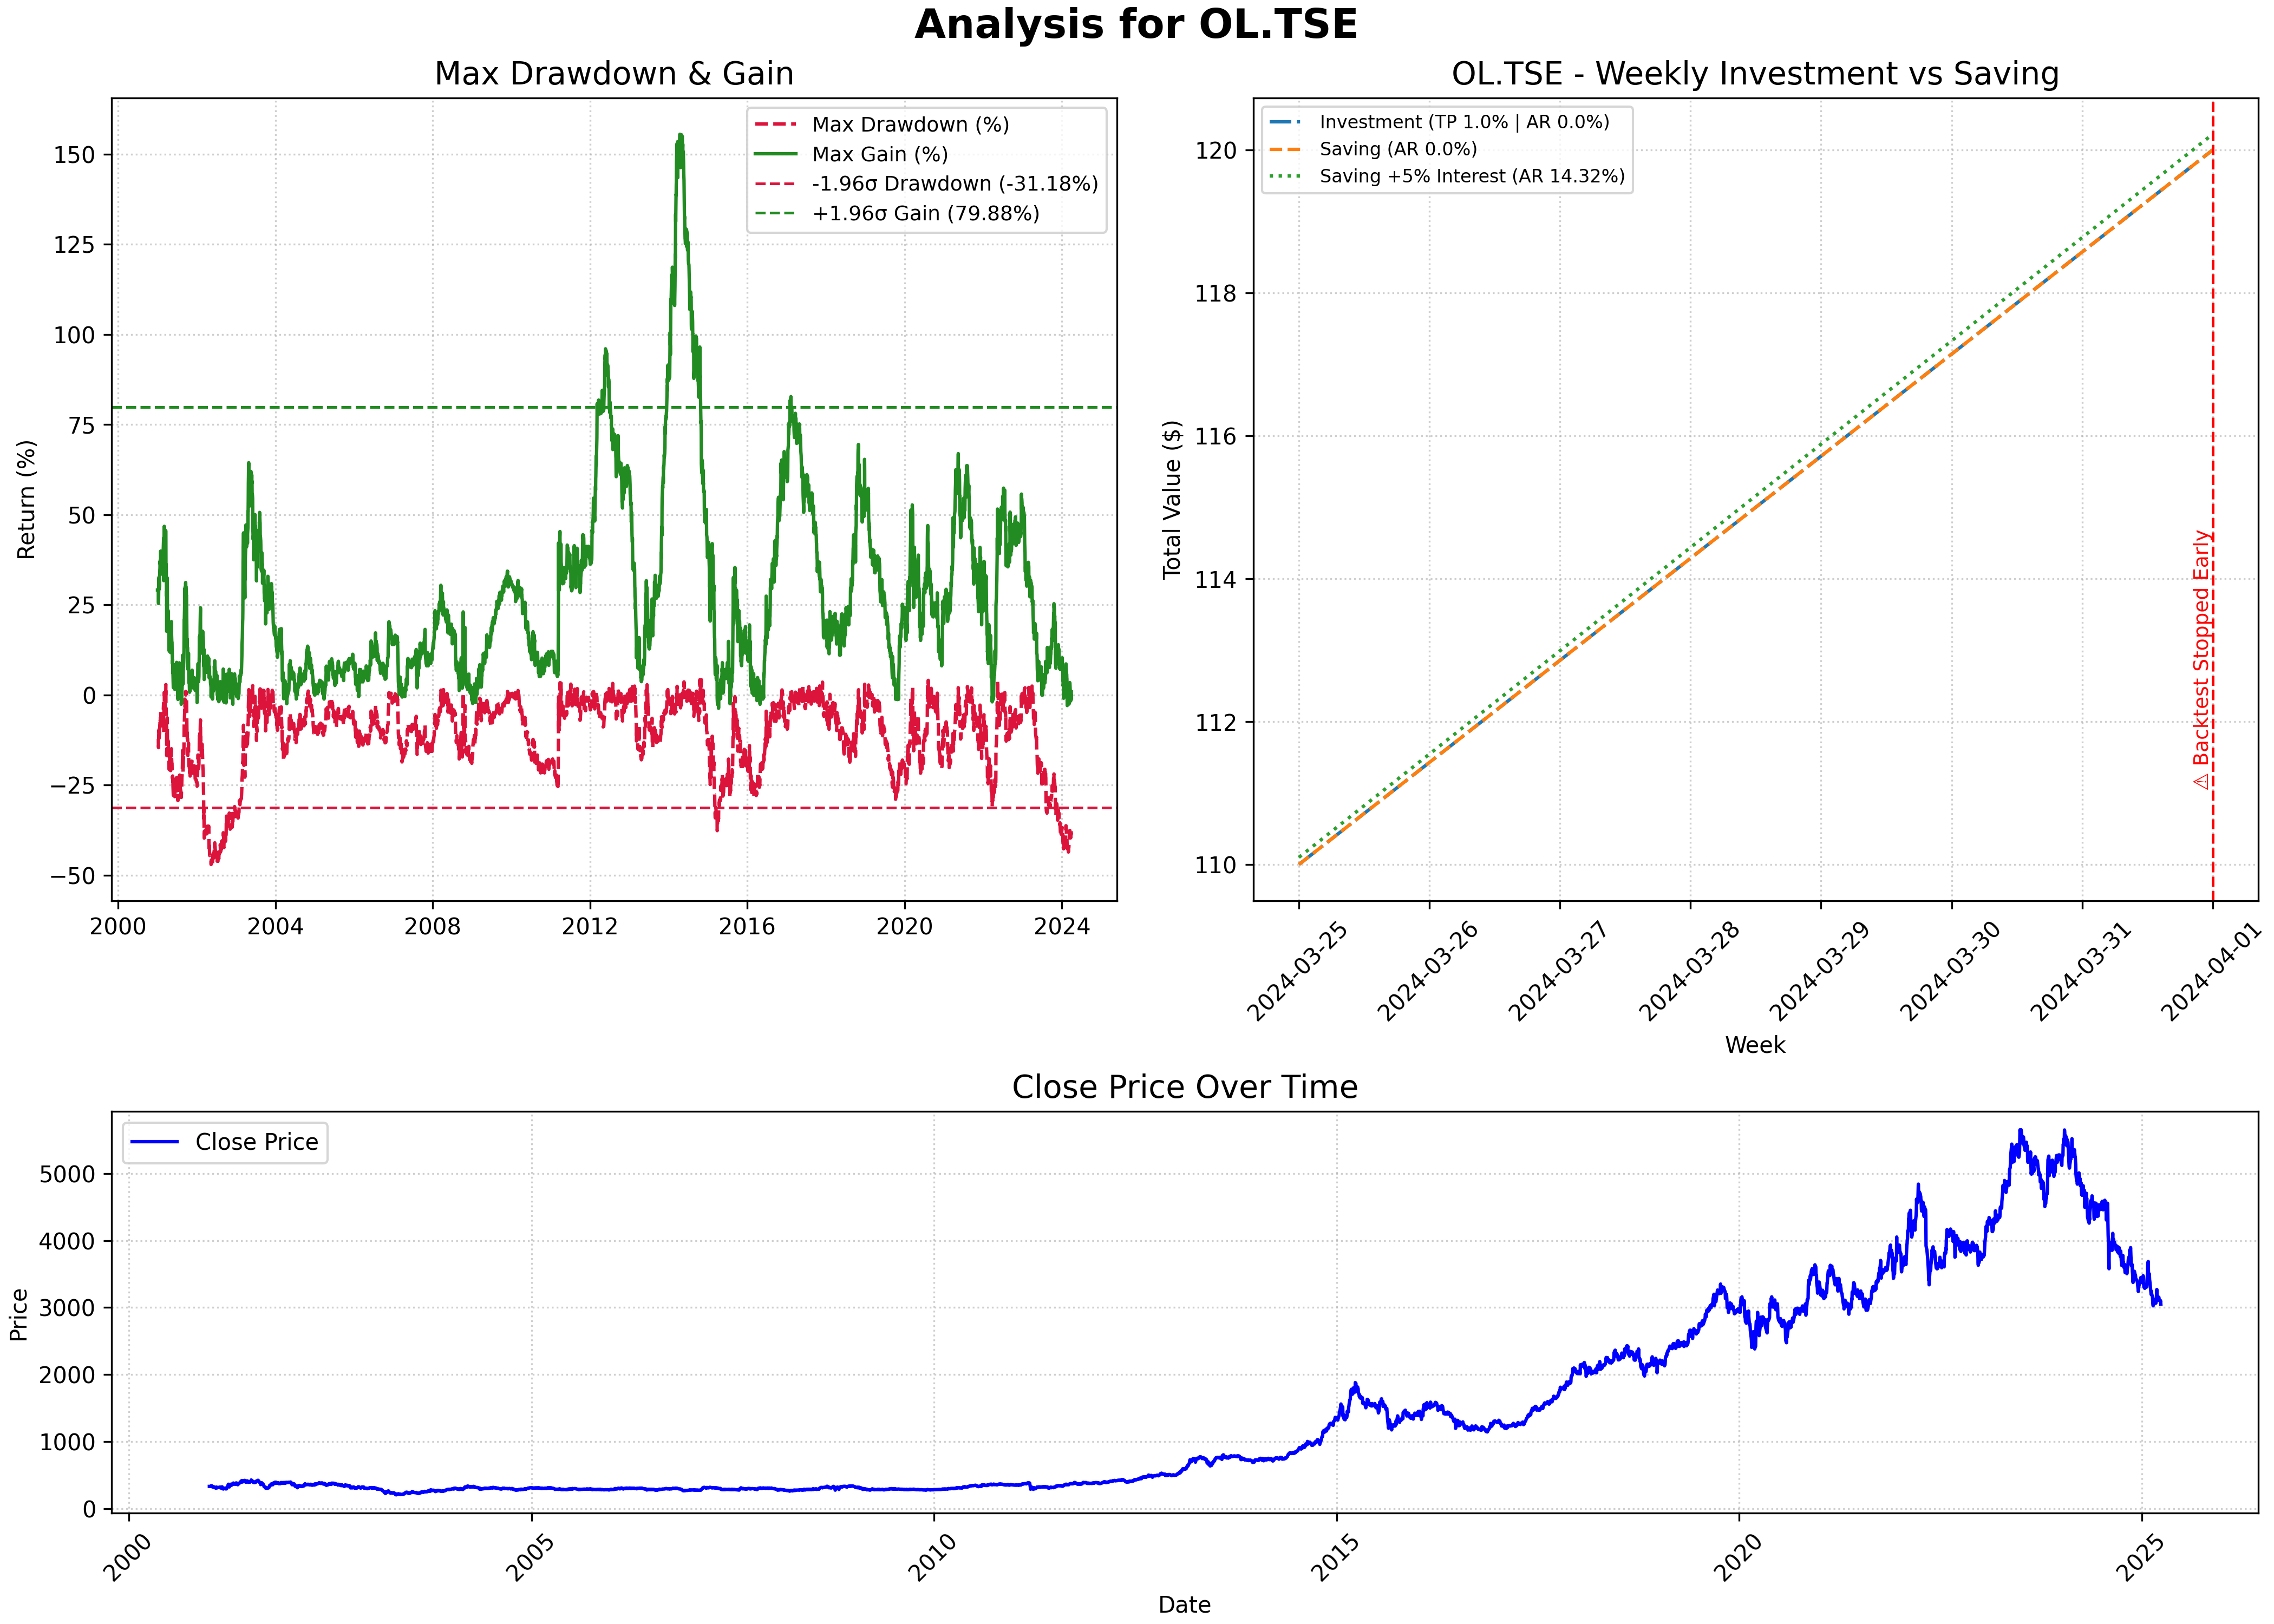 Analysis for OL.TSE
Max Drawdown & Gain
Return (%)
150
125
100
75
50
25
0
−25
−50
Max Drawdown (%)
Max Gain (%)
-1.96σ Drawdown (-31.18%)
+1.96σ Gain (79.88%)
2000
2004
2008
2012
2016
2020
2024
OL.TSE - Weekly Investment vs Saving
Total Value ($)
120
118
116
114
112
110
Investment (TP 1.0% | AR 0.0%)
Saving (AR 0.0%)
Saving +5% Interest (AR 14.32%)
⚠ Backtest Stopped Early
2024-03-25
2024-03-26
2024-03-27
2024-03-28
2024-03-29
2024-03-30
2024-03-31
2024-04-01
Week
Close Price Over Time
Price
5000
4000
3000
2000
1000
0
Close Price
2000
2005
2010
2015
2020
2025
Date